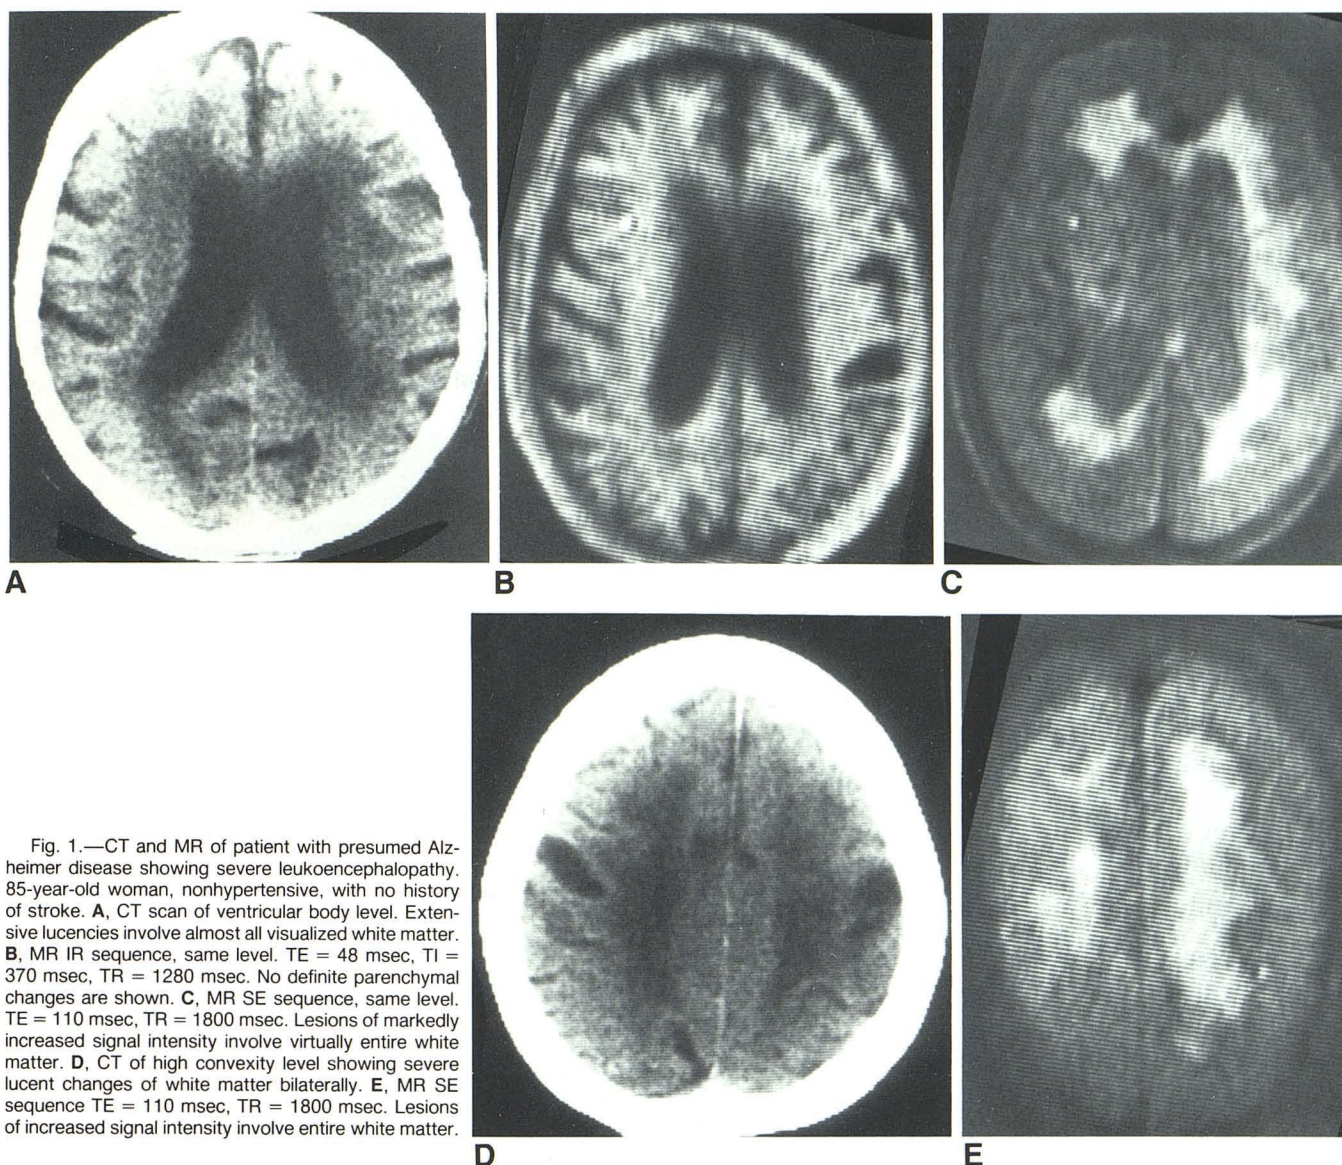 A
B
C
Fig. 1.—CT and MR of patient with presumed Alz-
heimer disease showing severe leukoencephalopathy.
85-year-old woman, nonhypertensive, with no history
of stroke. A, CT scan of ventricular body level. Exten-
sive lucencies involve almost all visualized white matter.
B, MR IR sequence, same level. TE = 48 msec, TI =
370 msec, TR = 1280 msec. No definite parenchymal
changes are shown. C, MR SE sequence, same level.
TE = 110 msec, TR = 1800 msec. Lesions of markedly
increased signal intensity involve virtually entire white
matter. D, CT of high convexity level showing severe
lucent changes of white matter bilaterally. E, MR SE
sequence TE = 110 msec, TR = 1800 msec. Lesions
of increased signal intensity involve entire white matter.
D
E